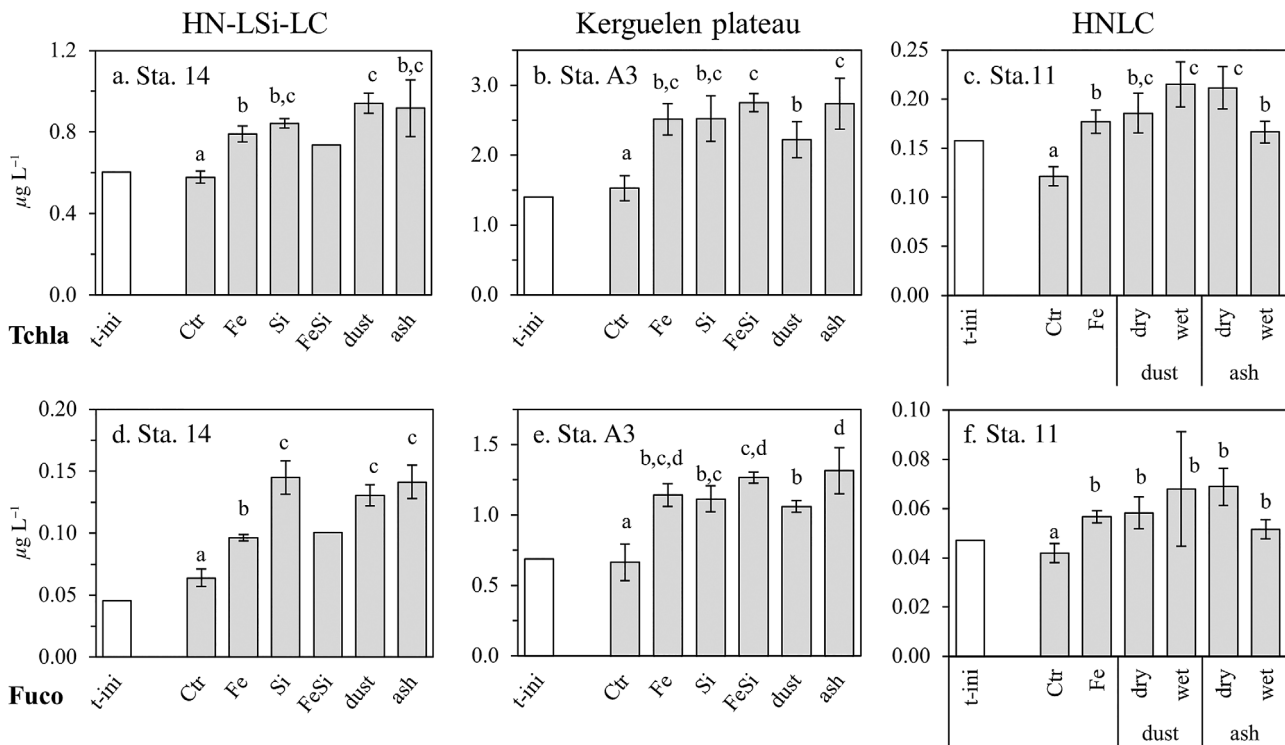 HN-LSi-LC
Kerguelen plateau
HNLC
a. Sta. 14
b. Sta. A3
c. Sta.11
µg L⁻¹
1.2
0.9
0.6
0.3
0.0
a
b
b,c
c
b,c
3.0
2.0
1.0
0.0
a
b,c
b,c
c
b
c
0.25
0.20
0.15
0.10
0.05
0.00
a
b
b,c
c
c
b
Tchla
t-ini
Ctr
Fe
Si
FeSi
dust
ash
t-ini
Ctr
Fe
Si
FeSi
dust
ash
t-ini
Ctr
Fe
dry
wet
dry
wet
dust
ash
d. Sta. 14
e. Sta. A3
f. Sta. 11
µg L⁻¹
0.20
0.15
0.10
0.05
0.00
a
b
c
c
c
1.5
1.0
0.5
0.0
a
b,c,d
b,c
c,d
b
d
0.10
0.08
0.06
0.04
0.02
0.00
a
b
b
b
b
b
Fuco
t-ini
Ctr
Fe
Si
FeSi
dust
ash
t-ini
Ctr
Fe
Si
FeSi
dust
ash
t-ini
Ctr
Fe
dry
wet
dry
wet
dust
ash